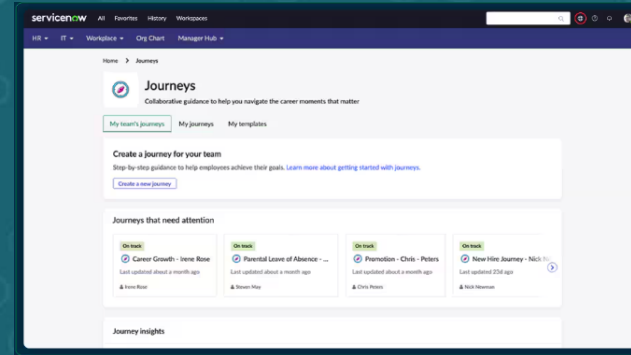 servicenow All Favorites History Workspaces
HR IT Workplace Org Chart Manager Hub
Home > Journeys
Journeys
Collaborative guidance to help you navigate the career moments that matter
My team's journeys My journeys My templates
Create a journey for your team
Step-by-step guidance to help employees achieve their goals. Learn more about getting started with journeys.
Create a new journey
Journeys that need attention
On track On track On track On track
Career Growth - Irene Rose Parental Leave of Absence - ... Promotion - Chris - Peters New Hire Journey - Nick
Last updated about a month ago Last updated about a month ago Last updated about a month ago Last updated 23d ago
Irene Rose Steven May Chris Peters Nick Newman
Journey insights